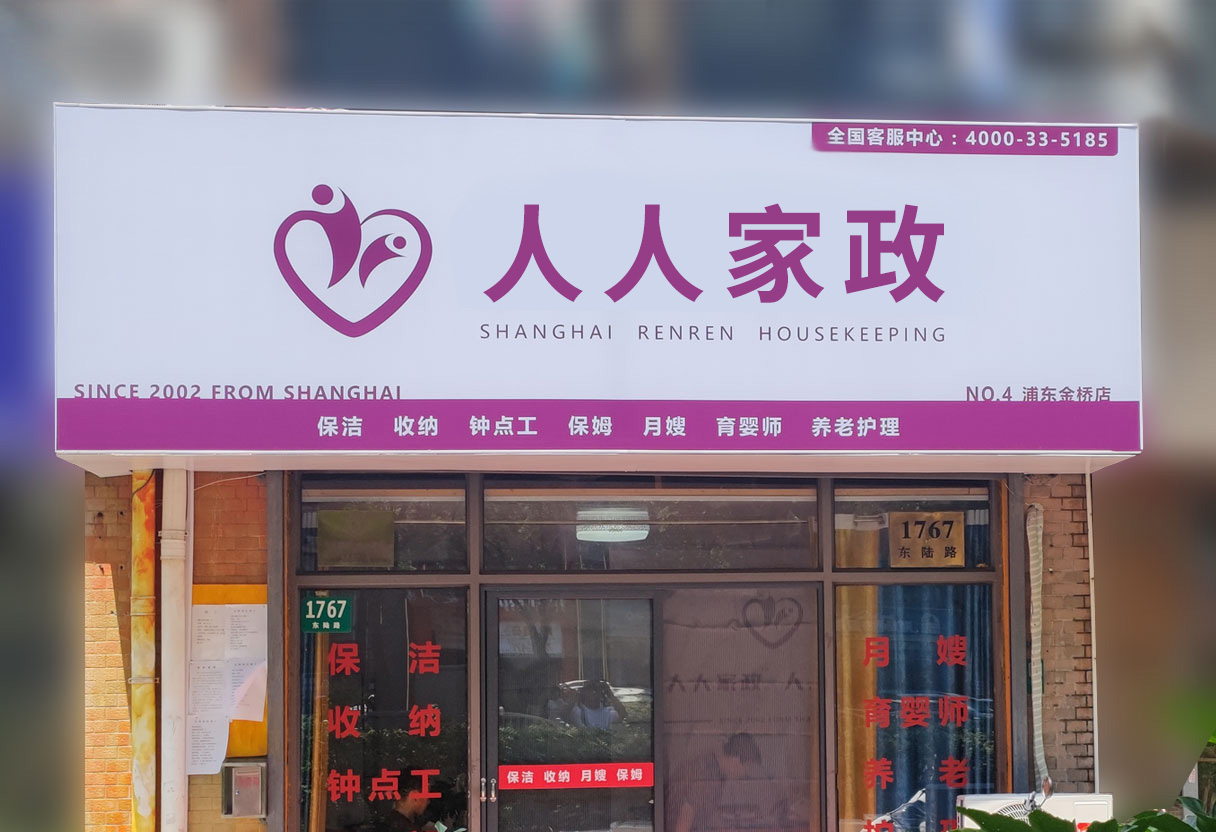 全国客服中心：4000-33-5185
人人家政
SHANGHAI RENREN HOUSEKEEPING
SINCE 2002 FROM SHANGHAI
NO.4 浦东金桥店
保洁 收纳 钟点工 保姆 月嫂 育婴师 养老护理
1767
东陆路
1767
东陆路
保洁
收纳
钟点工
保洁 收纳 月嫂 保姆
月嫂
育婴师
养老